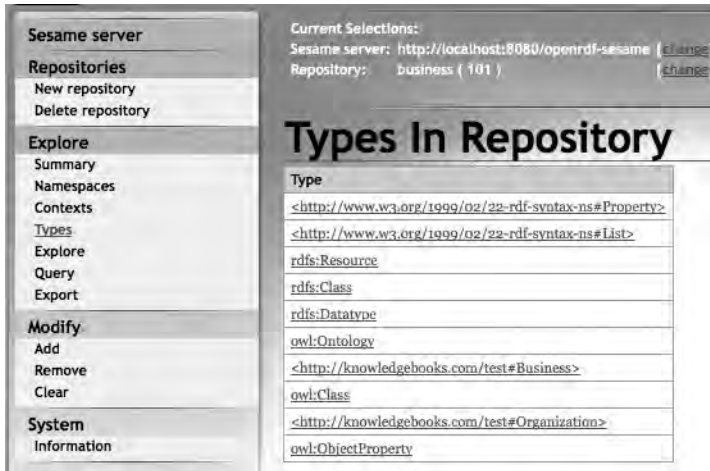 Sesame server
Repositories
New repository
Delete repository
Explore
Summary
Namespaces
Contexts
Types
Explore
Query
Export
Modify
Add
Remove
Clear
System
Information
Current Selections:
Sesame server: http://localhost:8080/openrdf-sesame [change
Repository: business ( 101 ) [change
Types In Repository
Type
<http://www.w3.org/1999/02/22-rdf-syntax-ns#Property>
<http://www.w3.org/1999/02/22-rdf-syntax-ns#List>
rdfs:Resource
rdfs:Class
rdfs:Datatype
owl:Ontology
<http://knowledgebooks.com/test#Business>
owl:Class
<http://knowledgebooks.com/test#Organization>
owl:ObjectProperty